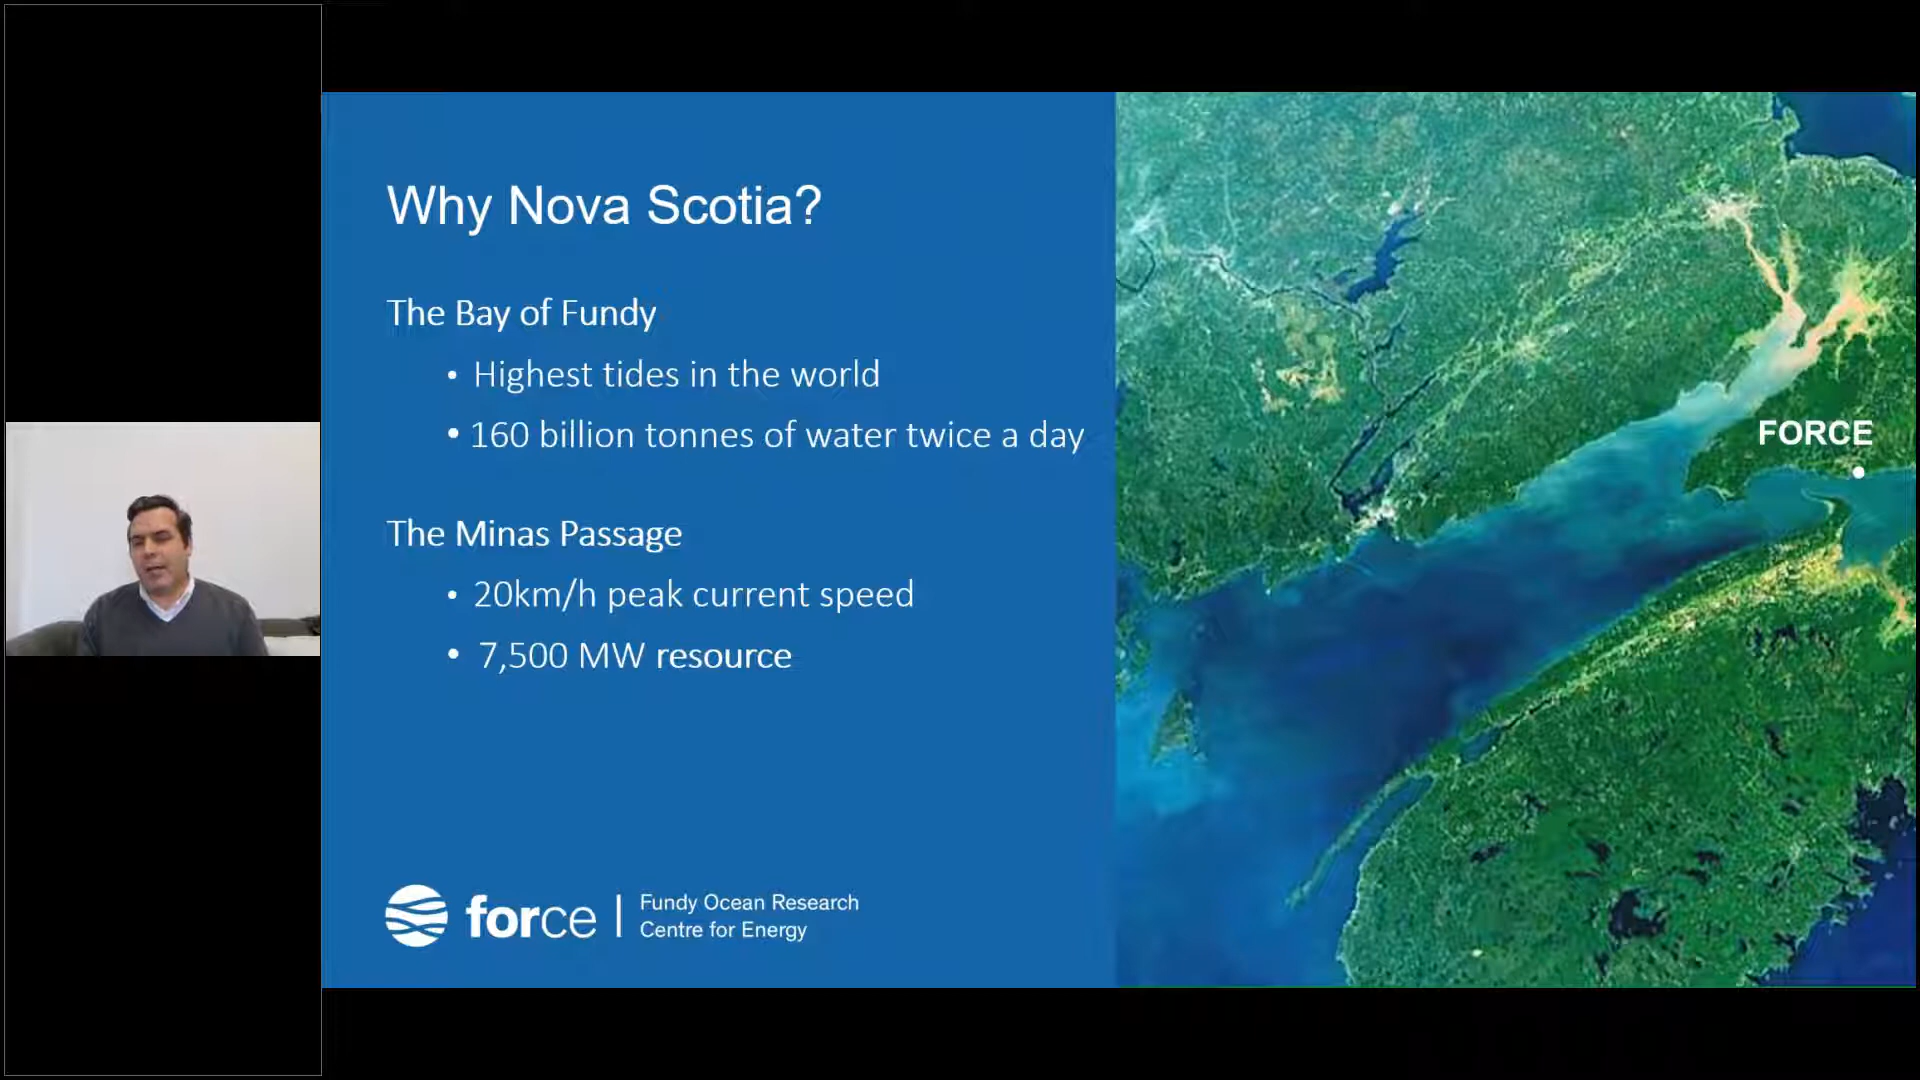 Why Nova Scotia?
The Bay of Fundy
• Highest tides in the world
• 160 billion tonnes of water twice a day
The Minas Passage
• 20km/h peak current speed
• 7,500 MW resource
force | Fundy Ocean Research
Centre for Energy
FORCE